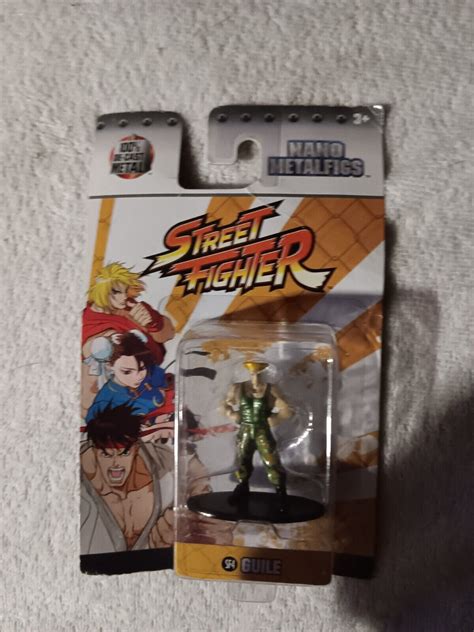 100%
DIE-CAST
METAL
NANO
METALFIGS
3+
STREET
FIGHTER
SF4
GUILE